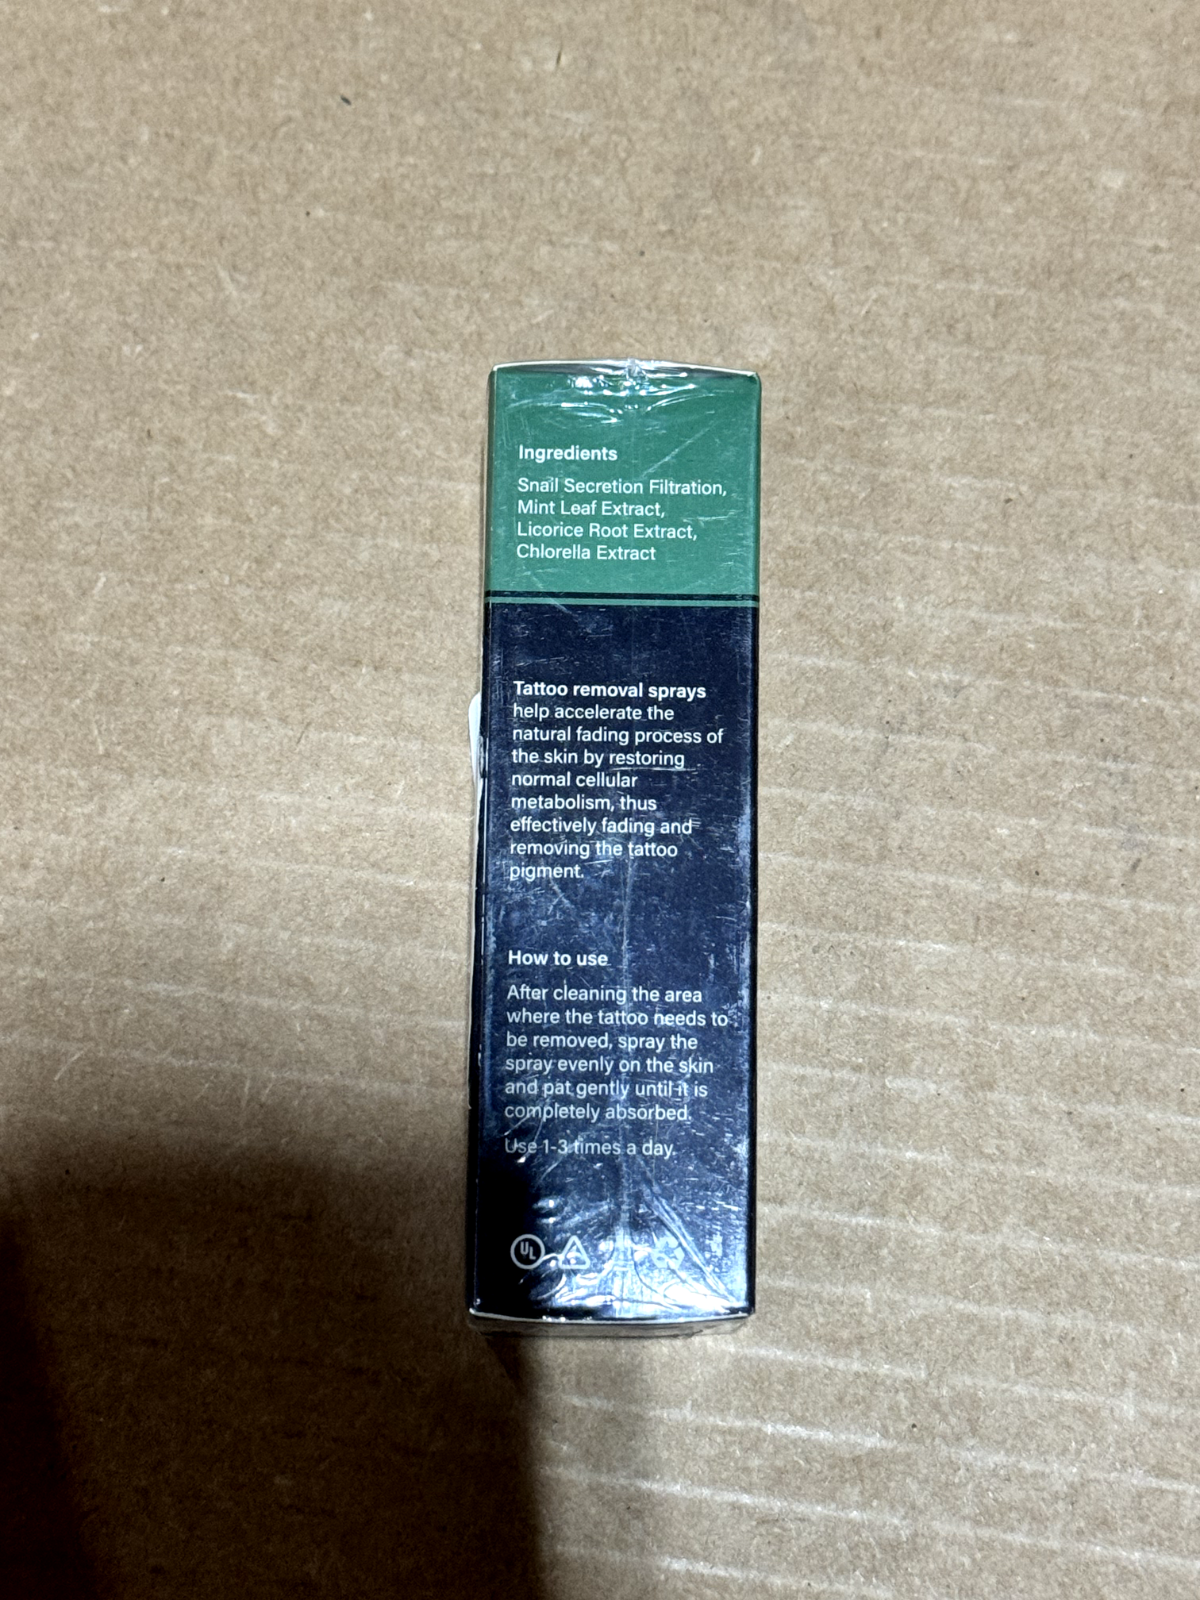 Ingredients
Snail Secretion Filtration,
Mint Leaf Extract,
Licorice Root Extract,
Chlorella Extract
Tattoo removal sprays
help accelerate the
natural fading process of
the skin by restoring
normal cellular
metabolism, thus
effectively fading and
removing the tattoo
pigment.
How to use
After cleaning the area
where the tattoo needs to
be removed, spray the
spray evenly on the skin
and pat gently until it is
completely absorbed.
Use 1-3 times a day.
UL